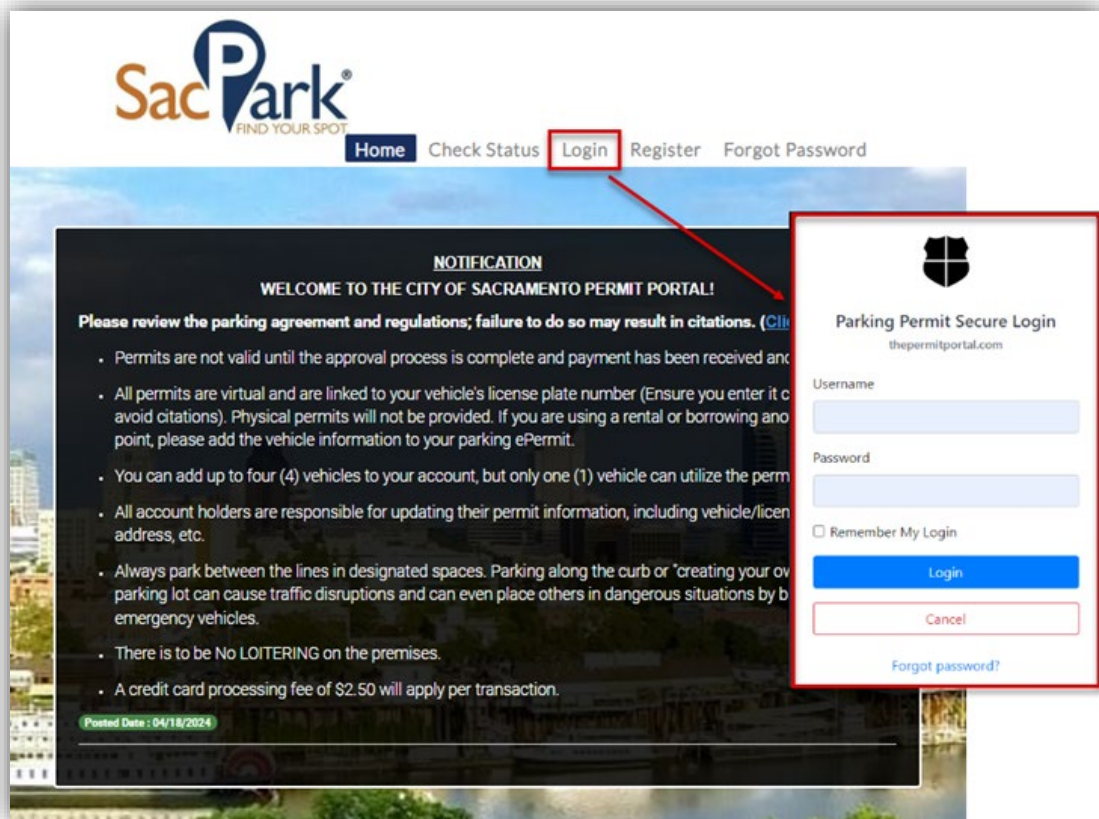 SacPark®
FIND YOUR SPOT
Home Check Status Login Register Forgot Password
NOTIFICATION
WELCOME TO THE CITY OF SACRAMENTO PERMIT PORTAL!
Please review the parking agreement and regulations; failure to do so may result in citations. (
• Permits are not valid until the approval process is complete and payment has been received
• All permits are virtual and are linked to your vehicle's license plate number (Ensure you enter it
avoid citations). Physical permits will not be provided. If you are using a rental or borrowing
point, please add the vehicle information to your parking ePermit.
• You can add up to four (4) vehicles to your account, but only one (1) vehicle can utilize the
• All account holders are responsible for updating their permit information, including
address, etc.
• Always park between the lines in designated spaces. Parking along the curb or "creating your
parking lot can cause traffic disruptions and can even place others in dangerous situations by
emergency vehicles.
• There is to be No LOITERING on the premises.
• A credit card processing fee of $2.50 will apply per transaction.
Posted Date : 04/18/2024
Parking Permit Secure Login
thepermitportal.com
Username
Password
Remember My Login
Login
Cancel
Forgot password?